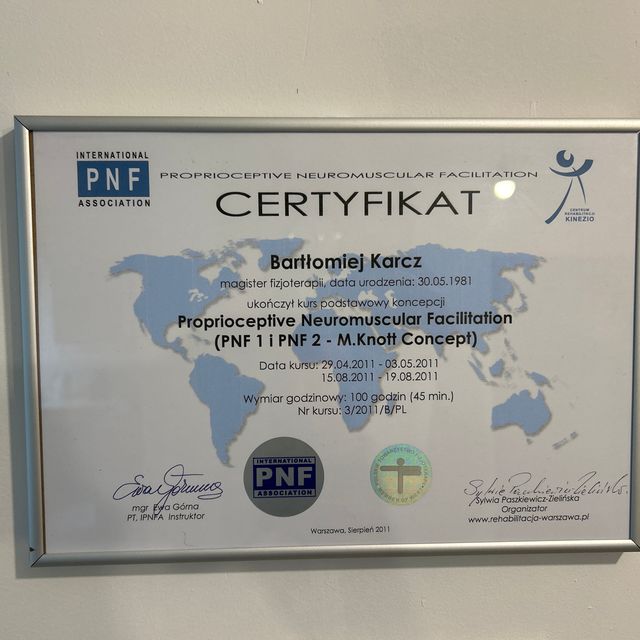 INTERNATIONAL
PNF
ASSOCIATION
PROPRIOCEPTIVE NEUROMUSCULAR FACILITATION
CERTYFIKAT
CENTRUM
REHABILITACJI
KINEZIO
Bartłomiej Karcz
magister fizjoterapii, data urodzenia: 30.05.1981
ukończył kurs podstawowy koncepcji
Proprioceptive Neuromuscular Facilitation
(PNF 1 i PNF 2 - M.Knott Concept)
Data kursu: 29.04.2011 - 03.05.2011
15.08.2011 - 19.08.2011
Wymiar godzinowy: 100 godzin (45 min.)
Nr kursu: 3/2011/B/PL
INTERNATIONAL
PNF
ASSOCIATION
mgr Ewa Górna
PT, IPNFA Instruktor
Sylwia Paszkiewicz-Zielińska
Organizator
www.rehabilitacja-warszawa.pl
Warszawa, Sierpień 2011